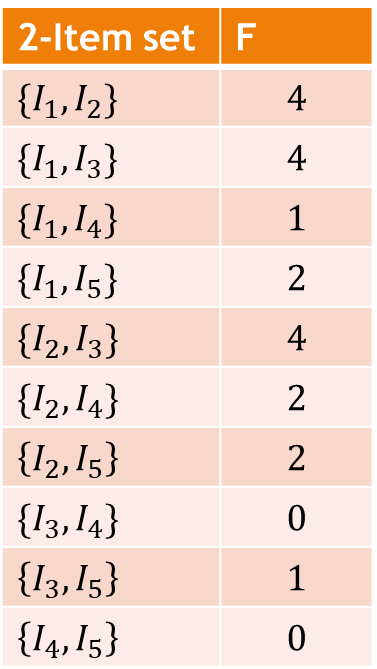 2-Item set F
{I₁, I₂} 4
{I₁, I₃} 4
{I₁, I₄} 1
{I₁, I₅} 2
{I₂, I₃} 4
{I₂, I₄} 2
{I₂, I₅} 2
{I₃, I₄} 0
{I₃, I₅} 1
{I₄, I₅} 0